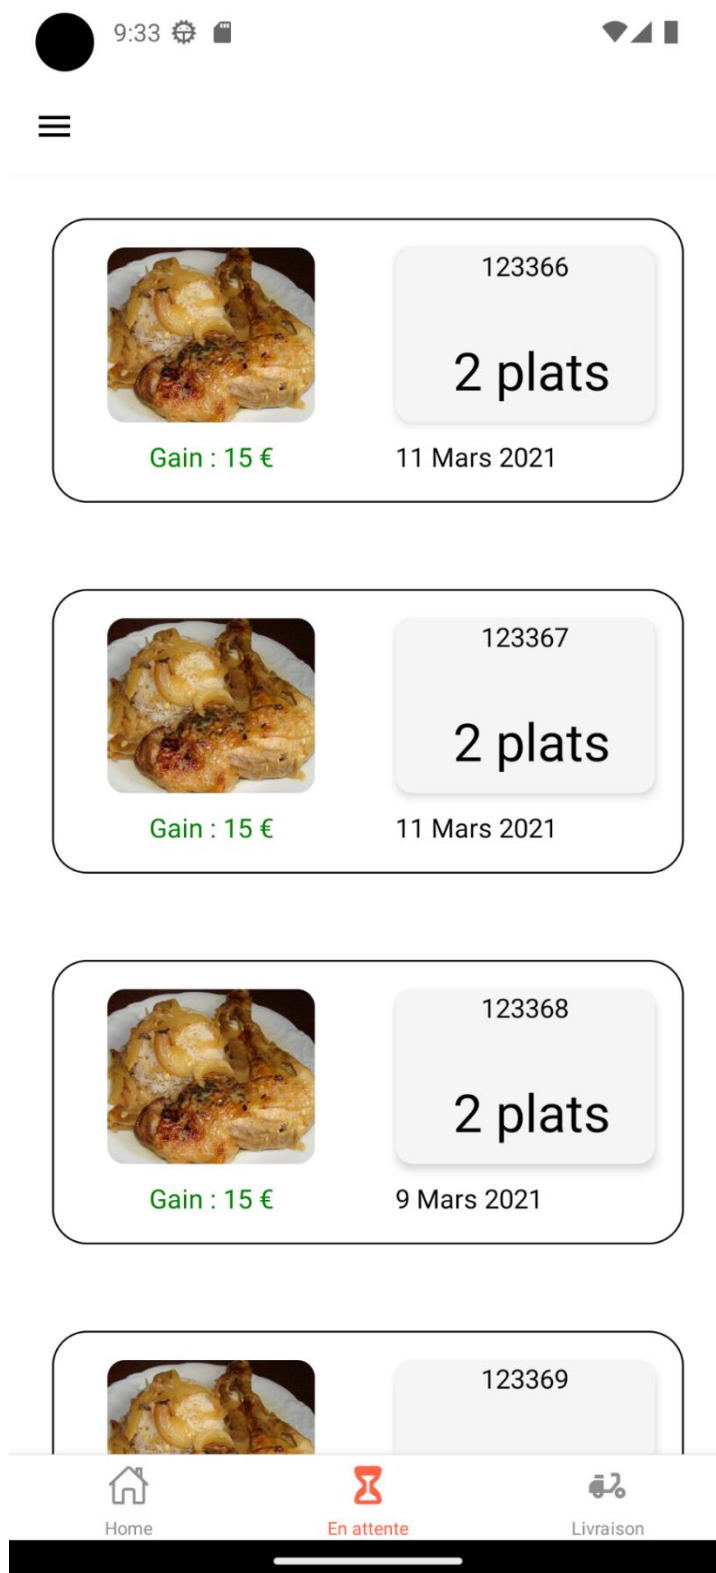 9:33
123366
2 plats
Gain : 15 €
11 Mars 2021
123367
2 plats
Gain : 15 €
11 Mars 2021
123368
2 plats
Gain : 15 €
9 Mars 2021
123369
Home
En attente
Livraison